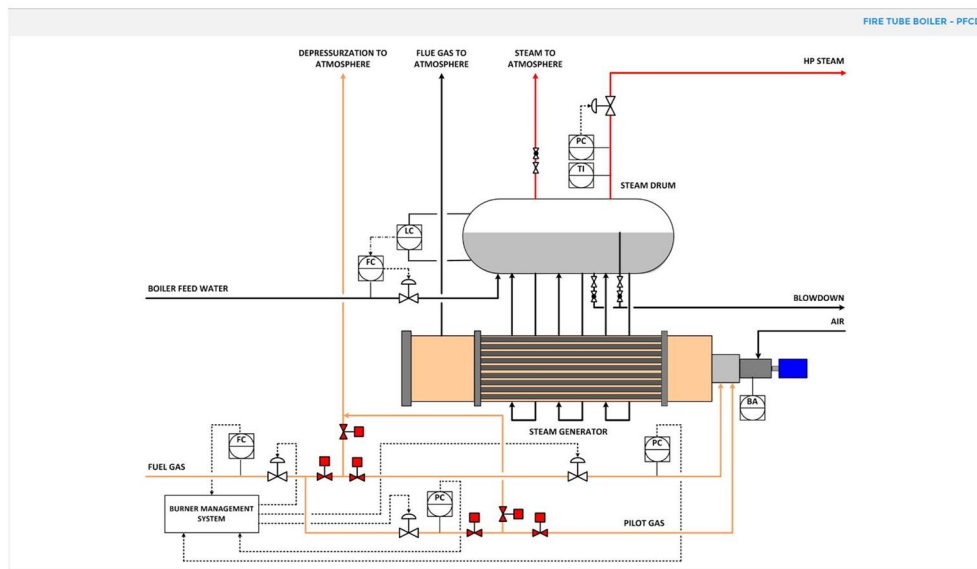 FIRE TUBE BOILER - PFCE
DEPRESSURZATION TO
ATMOSPHERE
FLUE GAS TO
ATMOSPHERE
STEAM TO
ATMOSPHERE
HP STEAM
PC
TI
STEAM DRUM
LC
FC
BOILER FEED WATER
BLOWDOWN
AIR
BA
STEAM GENERATOR
FC
PC
FUEL GAS
BURNER MANAGEMENT
SYSTEM
PC
PILOT GAS